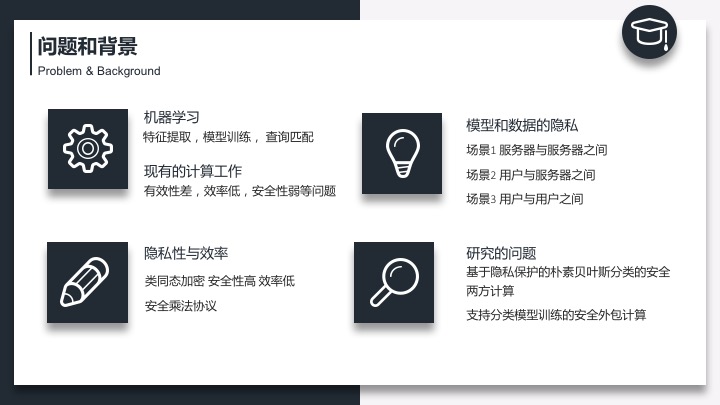 问题和背景
Problem & Background
机器学习
特征提取，模型训练， 查询匹配
现有的计算工作
有效性差，效率低，安全性弱等问题
模型和数据的隐私
场景1 服务器与服务器之间
场景2 用户与服务器之间
场景3 用户与用户之间
隐私性与效率
类同态加密 安全性高 效率低
安全乘法协议
研究的问题
基于隐私保护的朴素贝叶斯分类的安全
两方计算
支持分类模型训练的安全外包计算